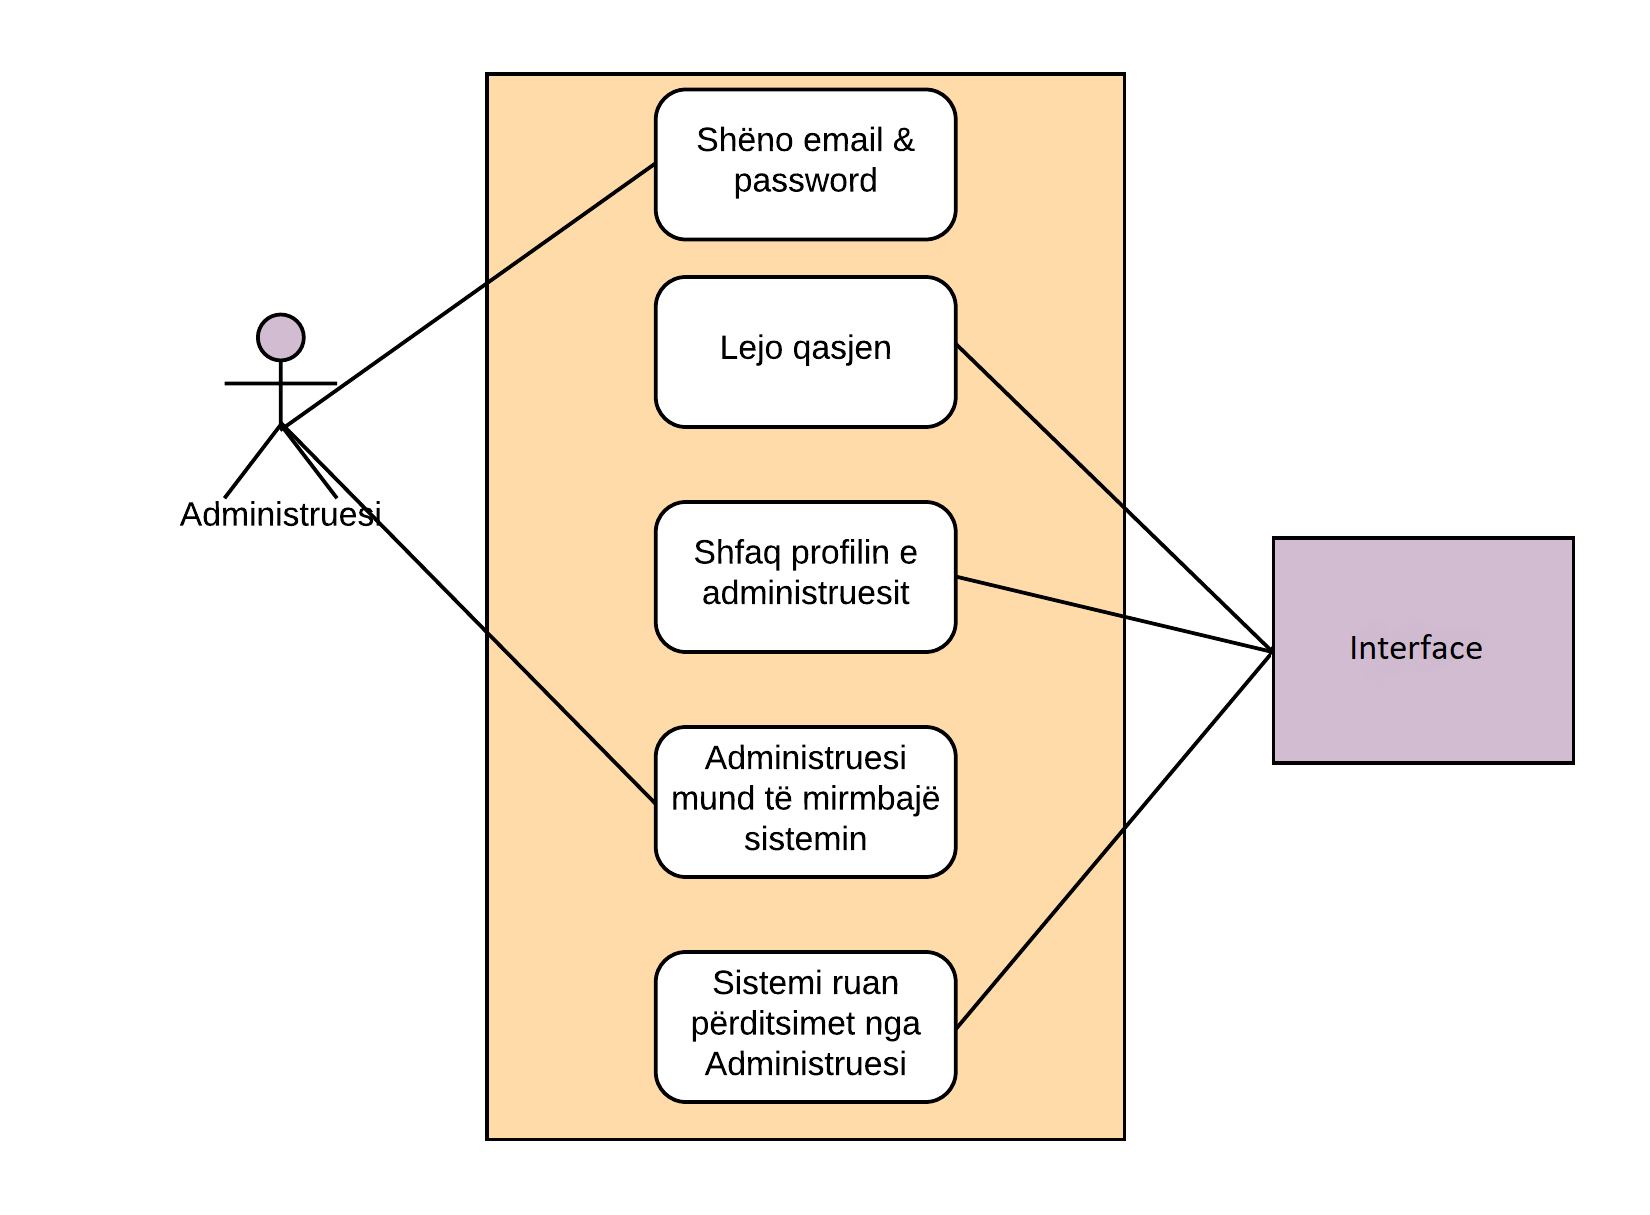 Shëno email &
password
Lejo qasjen
Administruesi
Shfaq profilin e
administruesit
Interface
Administruesi
mund të mirmbajë
sistemin
Sistemi ruan
përditsimet nga
Administruesi